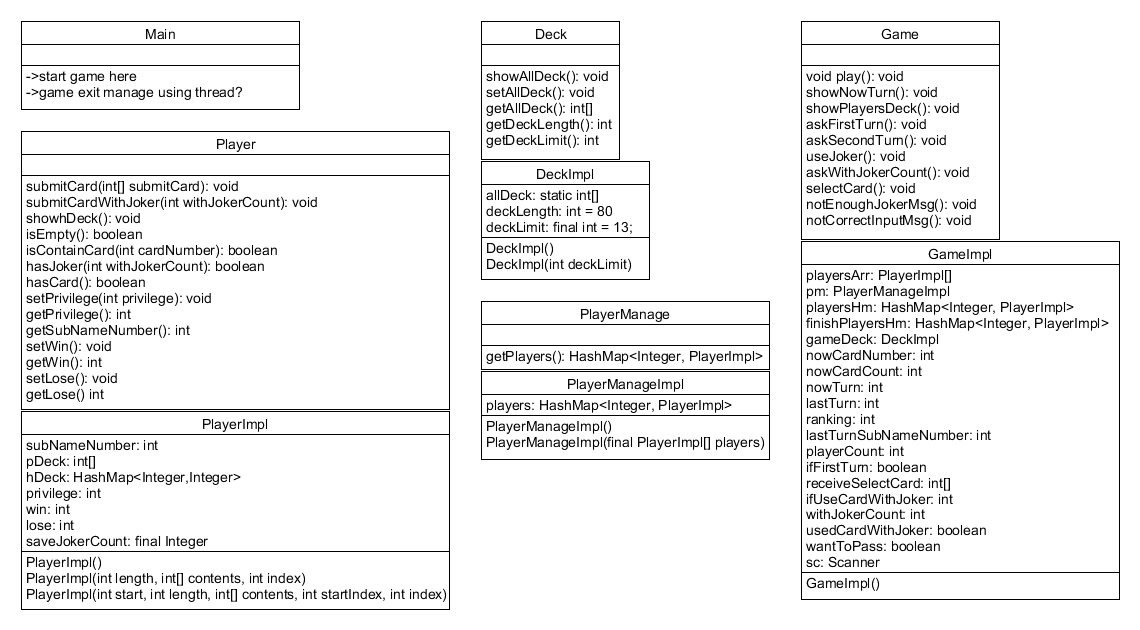 Main
->start game here
->game exit manage using thread?
Player
submitCard(int[] submitCard): void
submitCardWithJoker(int withJokerCount): void
showhDeck(): void
isEmpty(): boolean
isContainCard(int cardNumber): boolean
hasJoker(int withJokerCount): boolean
hasCard(): boolean
setPrivilege(int privilege): void
getPrivilege(): int
getSubNameNumber(): int
setWin(): void
getWin(): int
setLose(): void
getLose() int
PlayerImpl
subNameNumber: int
pDeck: int[]
hDeck: HashMap<Integer,Integer>
privilege: int
win: int
lose: int
saveJokerCount: final Integer
PlayerImpl()
PlayerImpl(int length, int[] contents, int index)
PlayerImpl(int start, int length, int[] contents, int startIndex, int index)
Deck
showAllDeck(): void
setAllDeck(): void
getAllDeck(): int[]
getDeckLength(): int
getDeckLimit(): int
DeckImpl
allDeck: static int[]
deckLength: int = 80
deckLimit: final int = 13;
DeckImpl()
DeckImpl(int deckLimit)
PlayerManage
getPlayers(): HashMap<Integer, PlayerImpl>
PlayerManageImpl
players: HashMap<Integer, PlayerImpl>
PlayerManageImpl()
PlayerManageImpl(final PlayerImpl[] players)
Game
void play(): void
showNowTurn(): void
showPlayersDeck(): void
askFirstTurn(): void
askSecondTurn(): void
useJoker(): void
askWithJokerCount(): void
selectCard(): void
notEnoughJokerMsg(): void
notCorrectInputMsg(): void
GameImpl
playersArr: PlayerImpl[]
pm: PlayerManageImpl
playersHm: HashMap<Integer, PlayerImpl>
finishPlayersHm: HashMap<Integer, PlayerImpl>
gameDeck: DeckImpl
nowCardNumber: int
nowCardCount: int
nowTurn: int
lastTurn: int
ranking: int
lastTurnSubNameNumber: int
playerCount: int
ifFirstTurn: boolean
receiveSelectCard: int[]
ifUseCardWithJoker: int
withJokerCount: int
usedCardWithJoker: boolean
wantToPass: boolean
sc: Scanner
GameImpl()